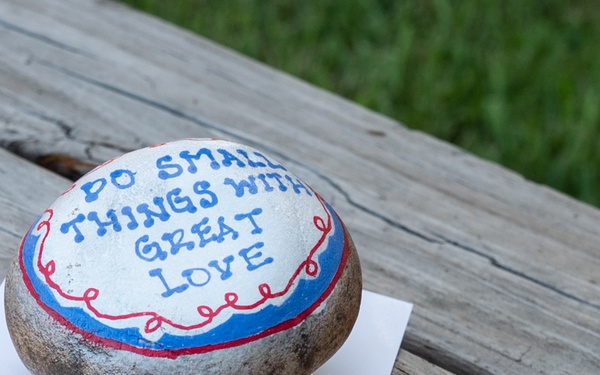 DO SMALL
THINGS WITH
GREAT
LOVE